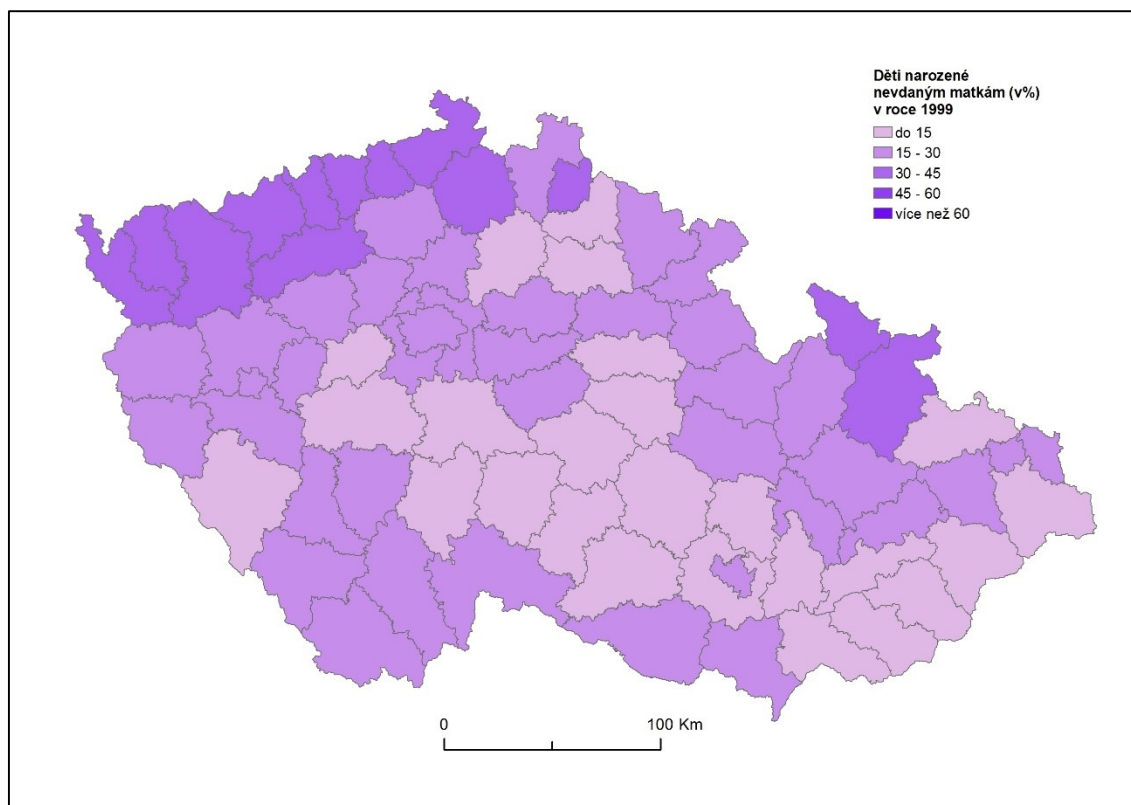 Děti narozené
nevdaným matkám (v%)
v roce 1999
do 15
15 - 30
30 - 45
45 - 60
více než 60
0
100 Km